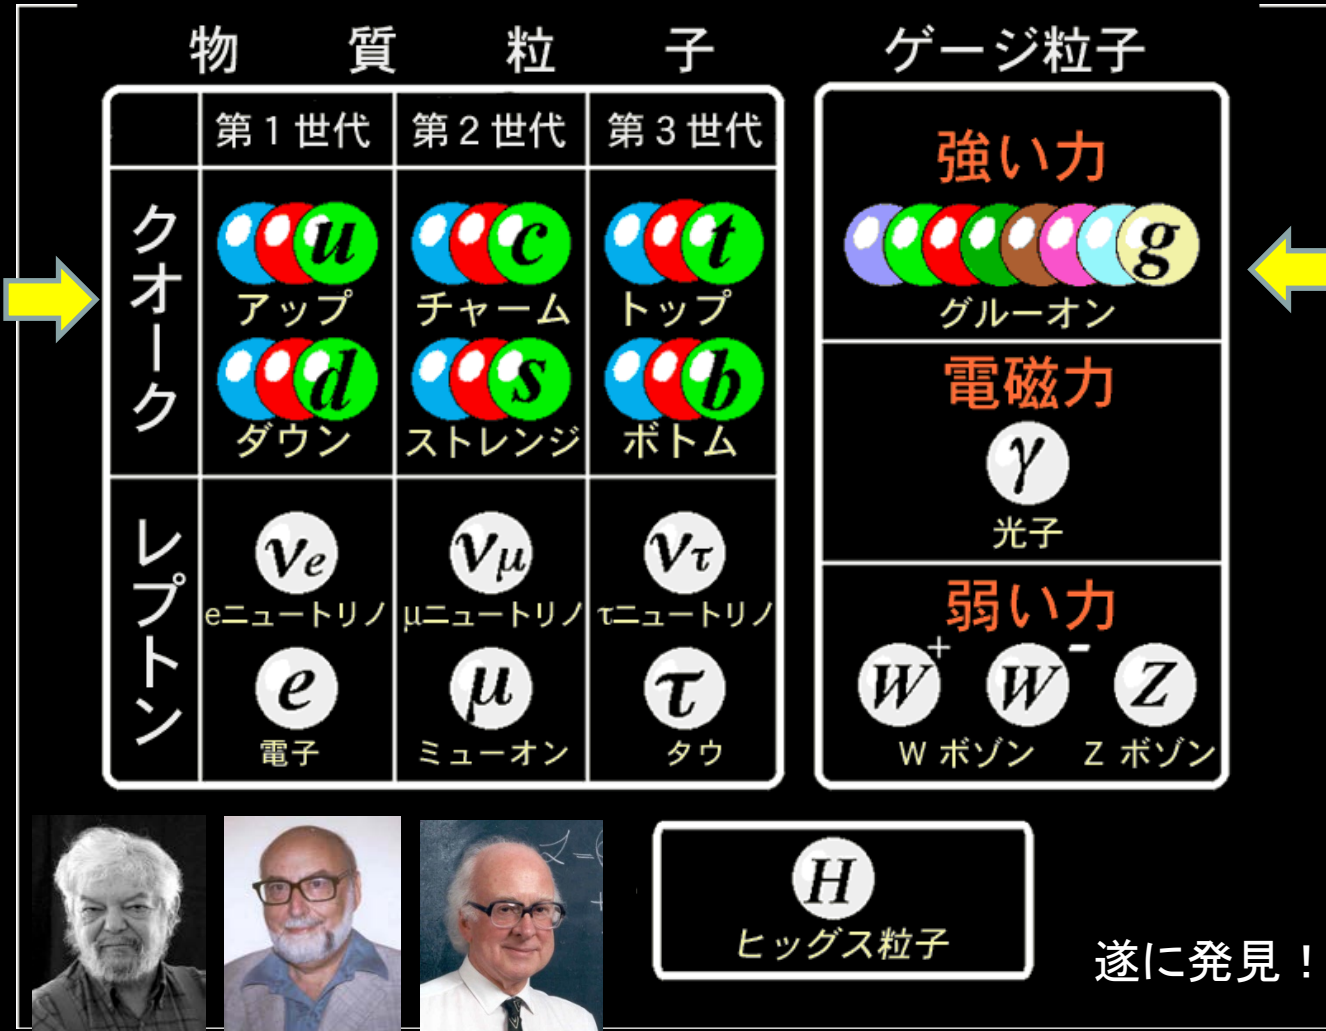 物質粒子
ゲージ粒子
第1世代 第2世代 第3世代
クオーク
u c t
アップ チャーム トップ
d s b
ダウン ストレンジ ボトム
レプトン
νe νμ ντ
eニュートリノ μニュートリノ τニュートリノ
e μ τ
電子 ミューオン タウ
強い力
g
グルーオン
電磁力
γ
光子
弱い力
W+ W- Z
W ボゾン Z ボゾン
H
ヒッグス粒子
遂に発見！